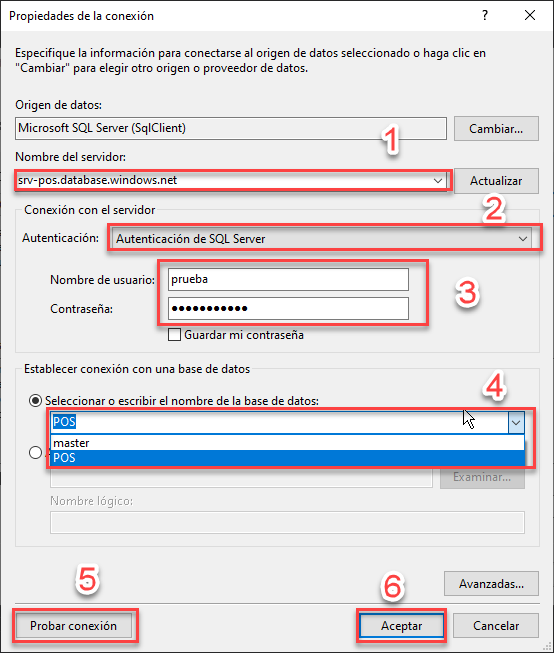 Propiedades de la conexión
Especifique la información para conectarse al origen de datos seleccionado o haga clic en
"Cambiar" para elegir otro origen o proveedor de datos.
Origen de datos:
Microsoft SQL Server (SqlClient)
Cambiar...
1
Nombre del servidor:
srv-pos.database.windows.net
Actualizar
2
Conexión con el servidor
Autenticación:
Autenticación de SQL Server
Nombre de usuario:
prueba
3
Contraseña:
●●●●●●●●●●●
Guardar mi contraseña
Establecer conexión con una base de datos
4
Seleccionar o escribir el nombre de la base de datos:
POS
master
POS
Examinar...
Nombre lógico:
Avanzadas...
5
6
Probar conexión
Aceptar
Cancelar